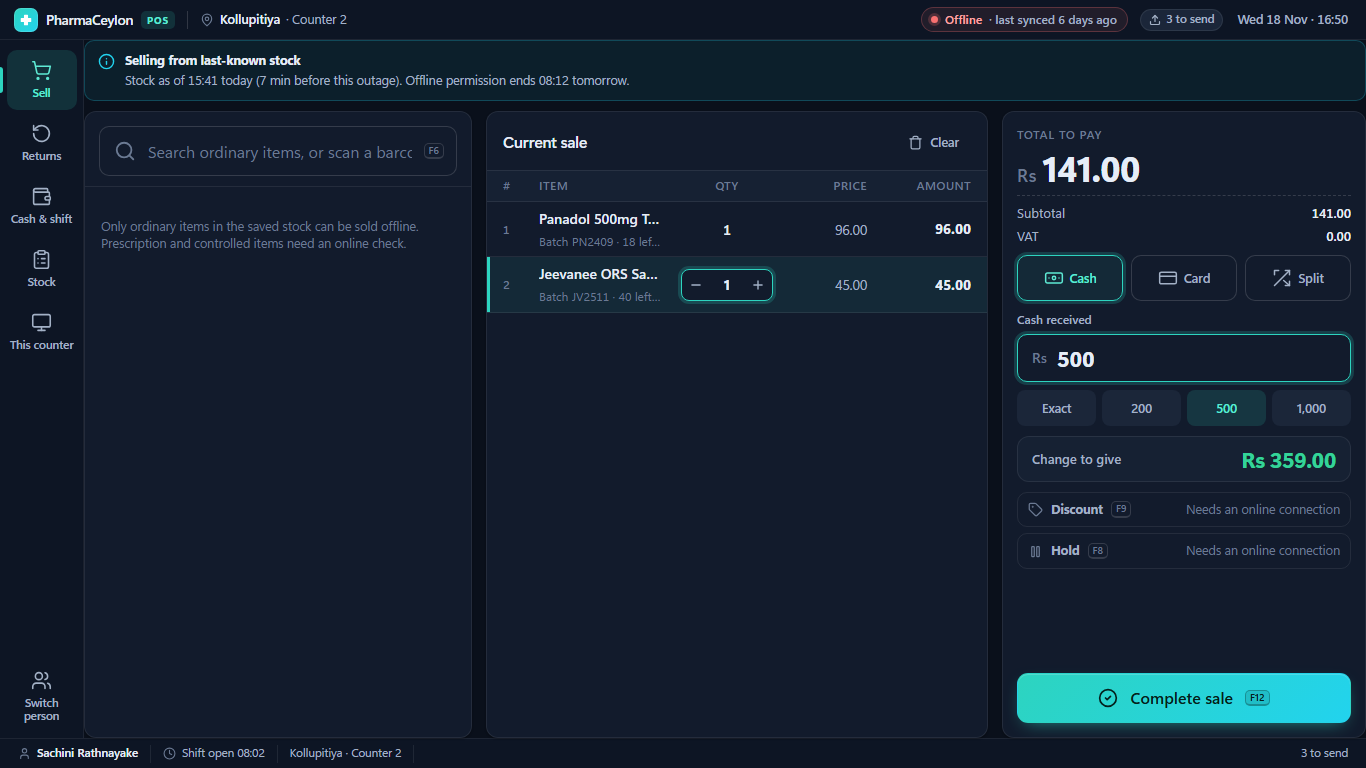 PharmaCeylon POS
Kollupitiya · Counter 2
Offline · last synced 6 days ago
3 to send
Wed 18 Nov · 16:50
Sell
Returns
Cash & shift
Stock
This counter
Switch
person
Selling from last-known stock
Stock as of 15:41 today (7 min before this outage). Offline permission ends 08:12 tomorrow.
Search ordinary items, or scan a barcc F6
Only ordinary items in the saved stock can be sold offline.
Prescription and controlled items need an online check.
Current sale
Clear
# ITEM QTY PRICE AMOUNT
1 Panadol 500mg T... 1 96.00 96.00
Batch PN2409 · 18 lef...
2 Jeevanee ORS Sa... − 1 + 45.00 45.00
Batch JV2511 · 40 left...
TOTAL TO PAY
Rs 141.00
Subtotal 141.00
VAT 0.00
Cash Card Split
Cash received
Rs 500
Exact 200 500 1,000
Change to give Rs 359.00
Discount F9 Needs an online connection
Hold F8 Needs an online connection
Complete sale F12
Sachini Rathnayake
Shift open 08:02
Kollupitiya · Counter 2
3 to send